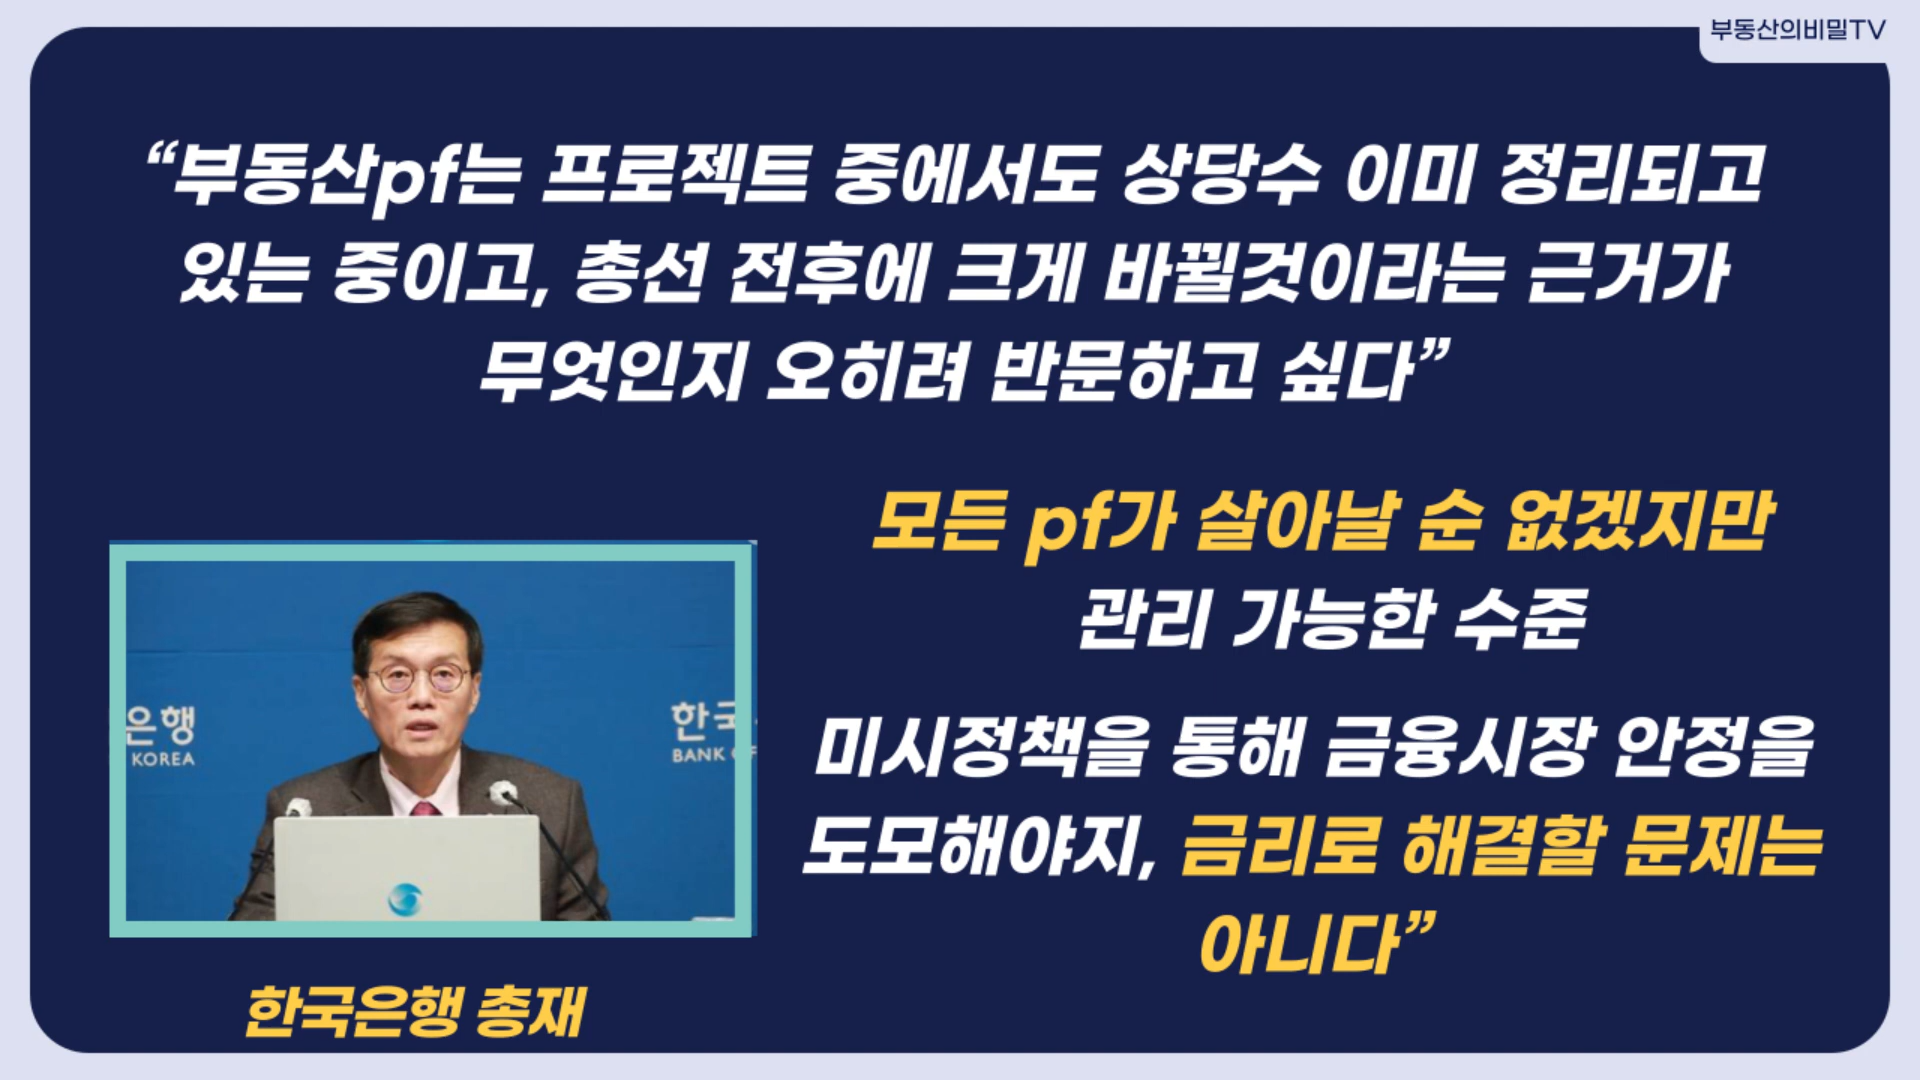 부동산의비밀TV
“부동산pf는 프로젝트 중에서도 상당수 이미 정리되고
있는 중이고, 총선 전후에 크게 바뀔것이라는 근거가
무엇인지 오히려 반문하고 싶다”
모든 pf가 살아날 순 없겠지만
관리 가능한 수준
미시정책을 통해 금융시장 안정을
도모해야지, 금리로 해결할 문제는
아니다”
은행
KOREA
한국
BANK OF
한국은행 총재